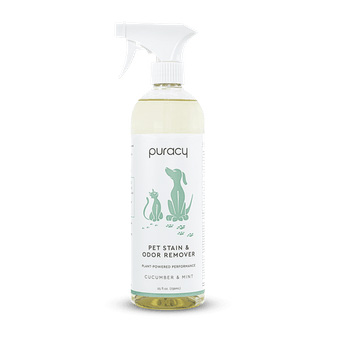 puracy
PET STAIN &
ODOR REMOVER
PLANT-POWERED PERFORMANCE
CUCUMBER & MINT